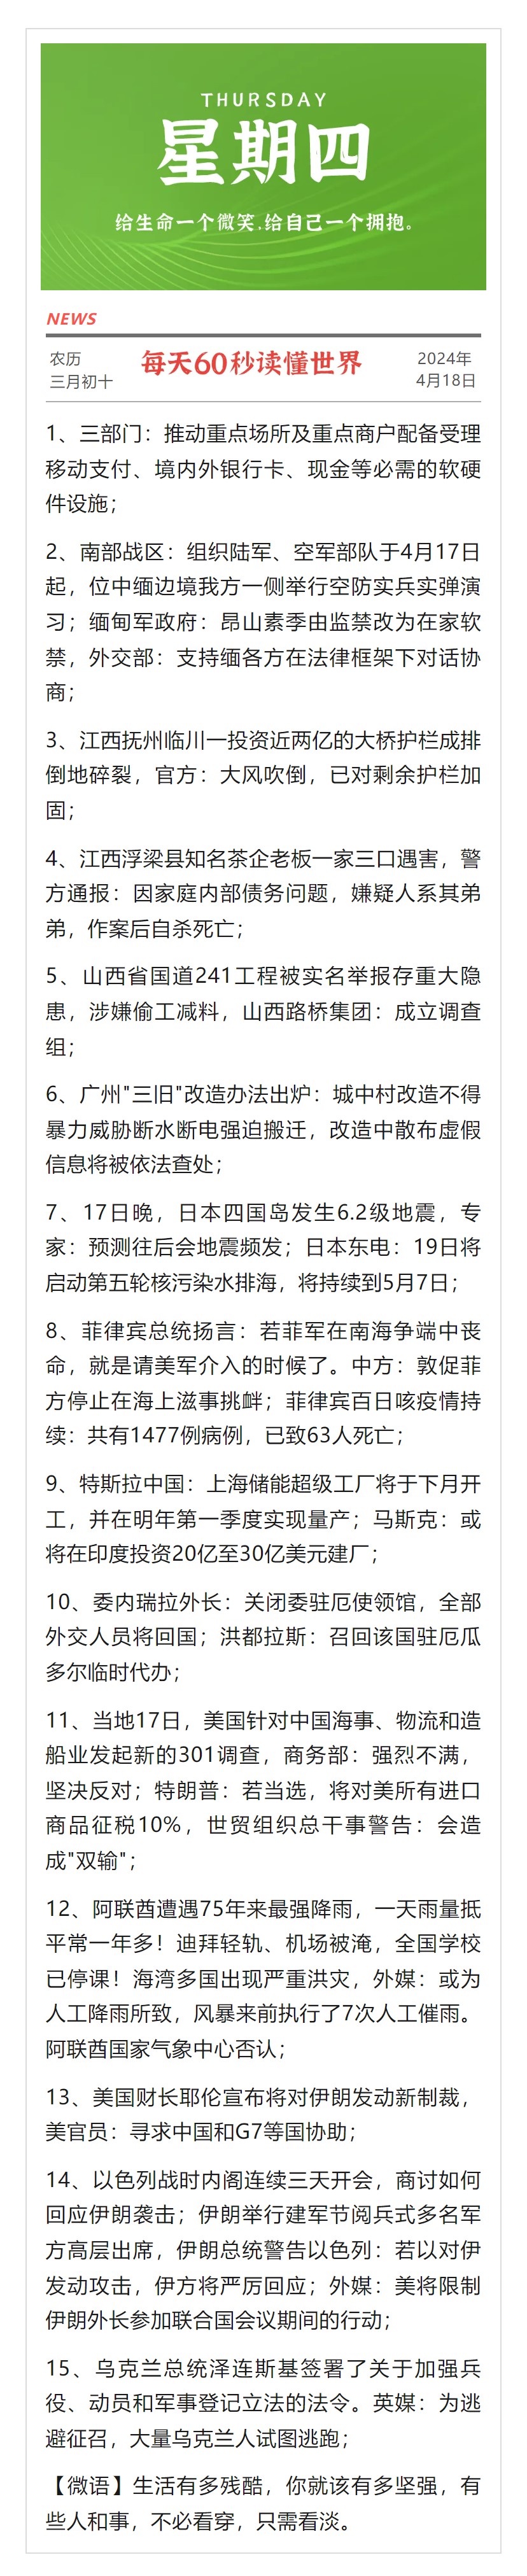 THURSDAY
星期四
给生命一个微笑.给自己一个拥抱。
NEWS
农历
三月初十
每天60秒读懂世界
2024年
4月18日
1、三部门：推动重点场所及重点商户配备受理
移动支付、境内外银行卡、现金等必需的软硬
件设施；
2、南部战区：组织陆军、空军部队于4月17日
起，位中缅边境我方一侧举行空防实兵实弹演
习；缅甸军政府：昂山素季由监禁改为在家软
禁，外交部：支持缅各方在法律框架下对话协
商；
3、江西抚州临川一投资近两亿的大桥护栏成排
倒地碎裂，官方：大风吹倒，已对剩余护栏加
固；
4、江西浮梁县知名茶企老板一家三口遇害，警
方通报：因家庭内部债务问题，嫌疑人系其弟
弟，作案后自杀死亡；
5、山西省国道241工程被实名举报存重大隐
患，涉嫌偷工减料，山西路桥集团：成立调查
组；
6、广州"三旧"改造办法出炉：城中村改造不得
暴力威胁断水断电强迫搬迁，改造中散布虚假
信息将被依法查处；
7、17日晚，日本四国岛发生6.2级地震，专
家：预测往后会地震频发；日本东电：19日将
启动第五轮核污染水排海，将持续到5月7日；
8、菲律宾总统扬言：若菲军在南海争端中丧
命，就是请美军介入的时候了。中方：敦促菲
方停止在海上滋事挑衅；菲律宾百日咳疫情持
续：共有1477例病例，已致63人死亡；
9、特斯拉中国：上海储能超级工厂将于下月开
工，并在明年第一季度实现量产；马斯克：或
将在印度投资20亿至30亿美元建厂；
10、委内瑞拉外长：关闭委驻厄使领馆，全部
外交人员将回国；洪都拉斯：召回该国驻厄瓜
多尔临时代办；
11、当地17日，美国针对中国海事、物流和造
船业发起新的301调查，商务部：强烈不满，
坚决反对；特朗普：若当选，将对美所有进口
商品征税10%，世贸组织总干事警告：会造
成"双输"；
12、阿联酋遭遇75年来最强降雨，一天雨量抵
平常一年多！迪拜轻轨、机场被淹，全国学校
已停课！海湾多国出现严重洪灾，外媒：或为
人工降雨所致，风暴来前执行了7次人工催雨。
阿联酋国家气象中心否认；
13、美国财长耶伦宣布将对伊朗发动新制裁，
美官员：寻求中国和G7等国协助；
14、以色列战时内阁连续三天开会，商讨如何
回应伊朗袭击；伊朗举行建军节阅兵式多名军
方高层出席，伊朗总统警告以色列：若以对伊
发动攻击，伊方将严厉回应；外媒：美将限制
伊朗外长参加联合国会议期间的行动；
15、乌克兰总统泽连斯基签署了关于加强兵
役、动员和军事登记立法的法令。英媒：为逃
避征召，大量乌克兰人试图逃跑；
【微语】生活有多残酷，你就该有多坚强，有
些人和事，不必看穿，只需看淡。